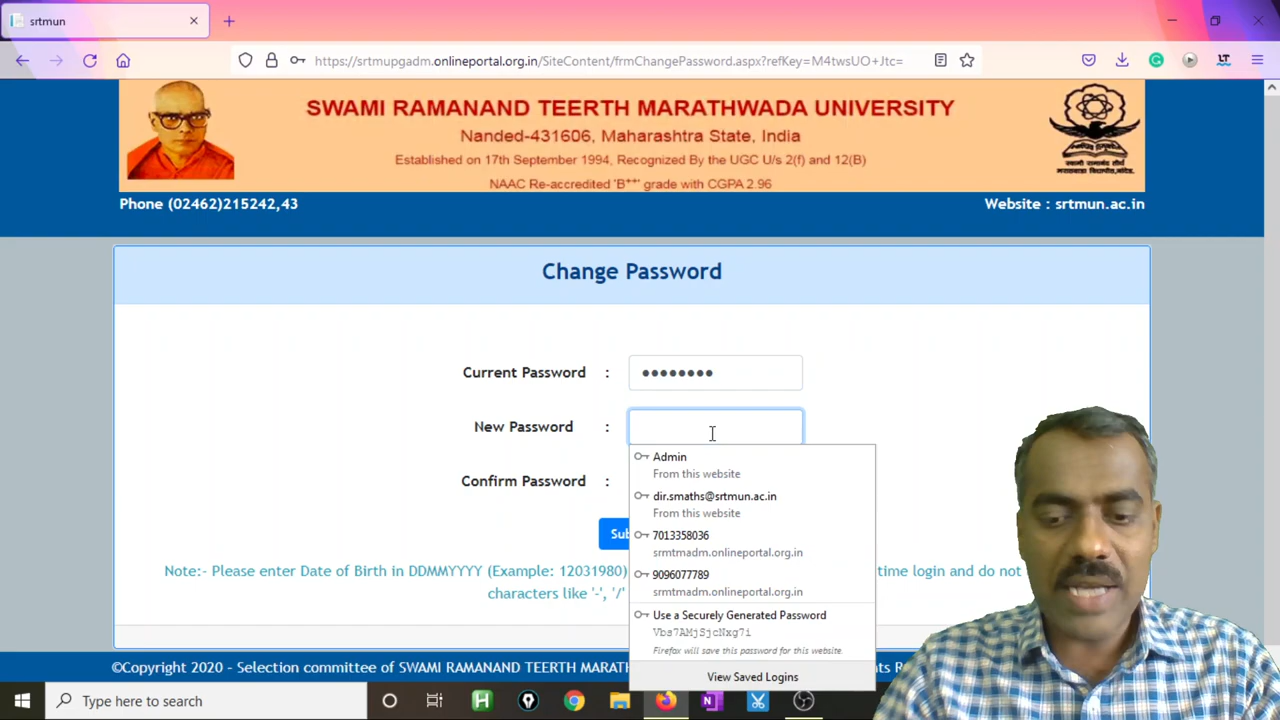 srtmun
https://srtmupgadm.onlineportal.org.in/SiteContent/frmChangePassword.aspx?refKey=M4twsUO+Jtc=
SWAMI RAMANAND TEERTH MARATHWADA UNIVERSITY
Nanded-431606, Maharashtra State, India
Established on 17th September 1994, Recognized By the UGC U/s 2(f) and 12(B)
NAAC Re-accredited 'B++' grade with CGPA 2.96
Phone (02462)215242,43
Website : srtmun.ac.in
Change Password
Current Password :
New Password :
Confirm Password :
Admin
From this website
dir.smaths@srtmun.ac.in
From this website
7013358036
srmtmadm.onlineportal.org.in
9096077789
srmtmadm.onlineportal.org.in
Use a Securely Generated Password
Vbs7AMjSjcNxg7i
Firefox will save this password for this website.
View Saved Logins
Sub
Note:- Please enter Date of Birth in DDMMYYYY (Example: 12031980) time login and do not
characters like '-', '/'
©Copyright 2020 - Selection committee of SWAMI RAMANAND TEERTH MARATH
Type here to search